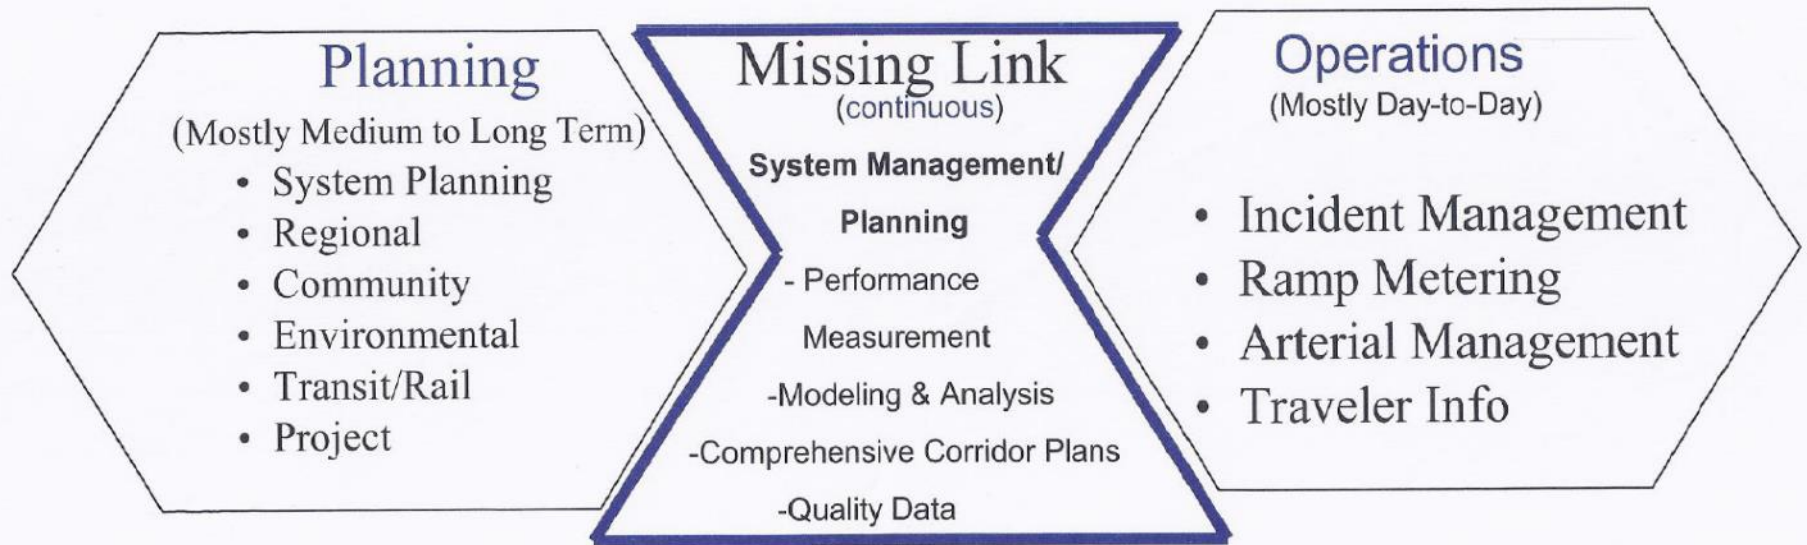 Planning
(Mostly Medium to Long Term)
• System Planning
• Regional
• Community
• Environmental
• Transit/Rail
• Project
Missing Link
(continuous)
System Management/
Planning
- Performance
Measurement
-Modeling & Analysis
-Comprehensive Corridor Plans
-Quality Data
Operations
(Mostly Day-to-Day)
• Incident Management
• Ramp Metering
• Arterial Management
• Traveler Info